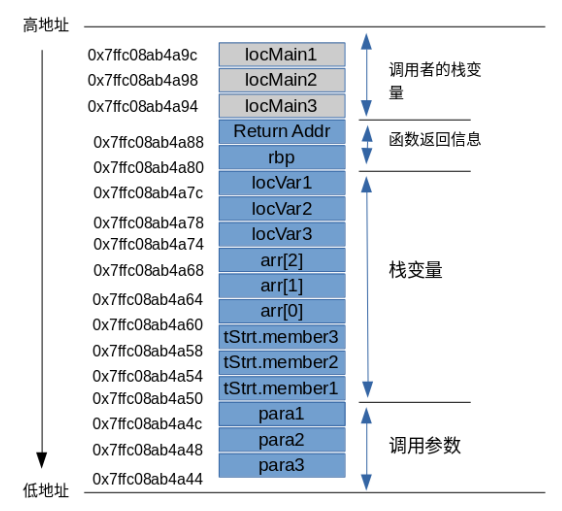 高地址
0x7ffc08ab4a9c locMain1
0x7ffc08ab4a98 locMain2
0x7ffc08ab4a94 locMain3
调用者的栈变
量
Return Addr
0x7ffc08ab4a88
函数返回信息
rbp
0x7ffc08ab4a80
locVar1
0x7ffc08ab4a7c
locVar2
0x7ffc08ab4a78
locVar3
0x7ffc08ab4a74
arr[2]
0x7ffc08ab4a68
栈变量
arr[1]
0x7ffc08ab4a64
arr[0]
0x7ffc08ab4a60
tStrt.member3
0x7ffc08ab4a58
tStrt.member2
0x7ffc08ab4a54
tStrt.member1
0x7ffc08ab4a50
para1
0x7ffc08ab4a4c
para2
调用参数
0x7ffc08ab4a48
para3
0x7ffc08ab4a44
低地址